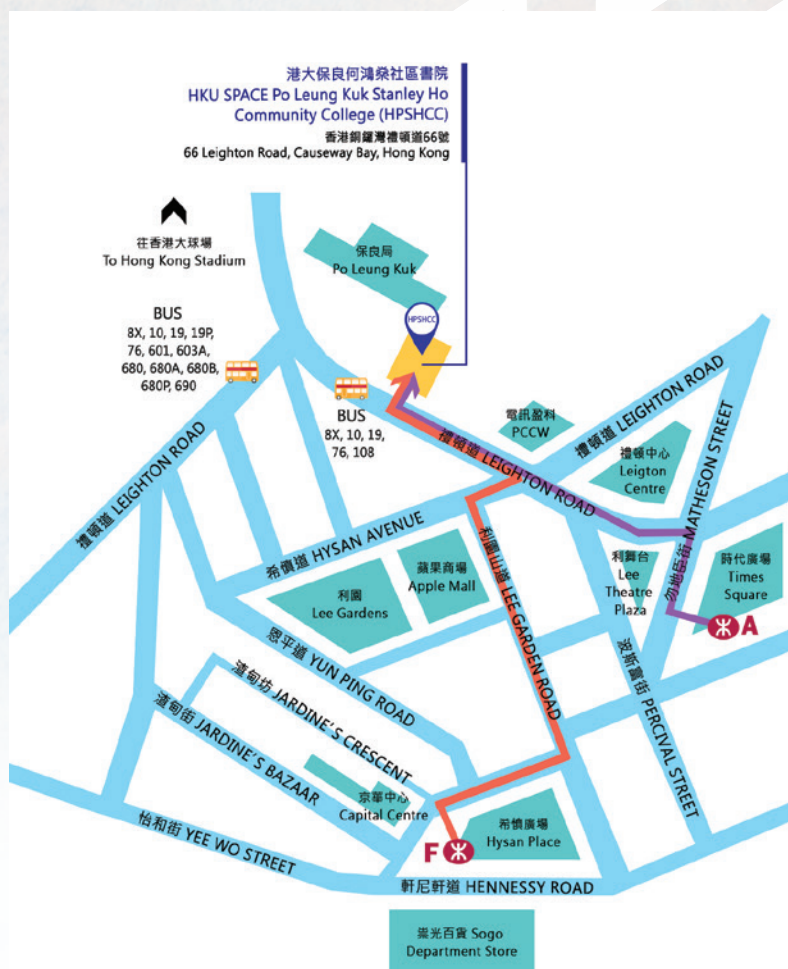 港大保良何鴻燊社區書院
HKU SPACE Po Leung Kuk Stanley Ho
Community College (HPSHCC)
香港銅鑼灣禮頓道66號
66 Leighton Road, Causeway Bay, Hong Kong
往香港大球場
To Hong Kong Stadium
保良局
Po Leung Kuk
HPSHCC
BUS
8X, 10, 19, 19P,
76, 601, 603A,
680, 680A, 680B,
680P, 690
BUS
8X, 10, 19,
76, 108
電訊盈科
PCCW
禮頓道 LEIGHTON ROAD
禮頓道 LEIGHTON ROAD
禮頓道 LEIGHTON ROAD
禮頓中心
Leigton
Centre
勿地臣街 MATHESON STREET
希慎道 HYSAN AVENUE
利園山道 LEE GARDEN ROAD
利舞台
Lee
Theatre
Plaza
時代廣場
Times
Square
A
蘋果商場
Apple Mall
利園
Lee Gardens
恩平道 YUN PING ROAD
波斯富街 PERCIVAL STREET
渣甸坊 JARDINE'S CRESCENT
渣甸街 JARDINE'S BAZAAR
京華中心
Capital Centre
希慎廣場
Hysan Place
F
怡和街 YEE WO STREET
軒尼軒道 HENNESSY ROAD
崇光百貨 Sogo
Department Store